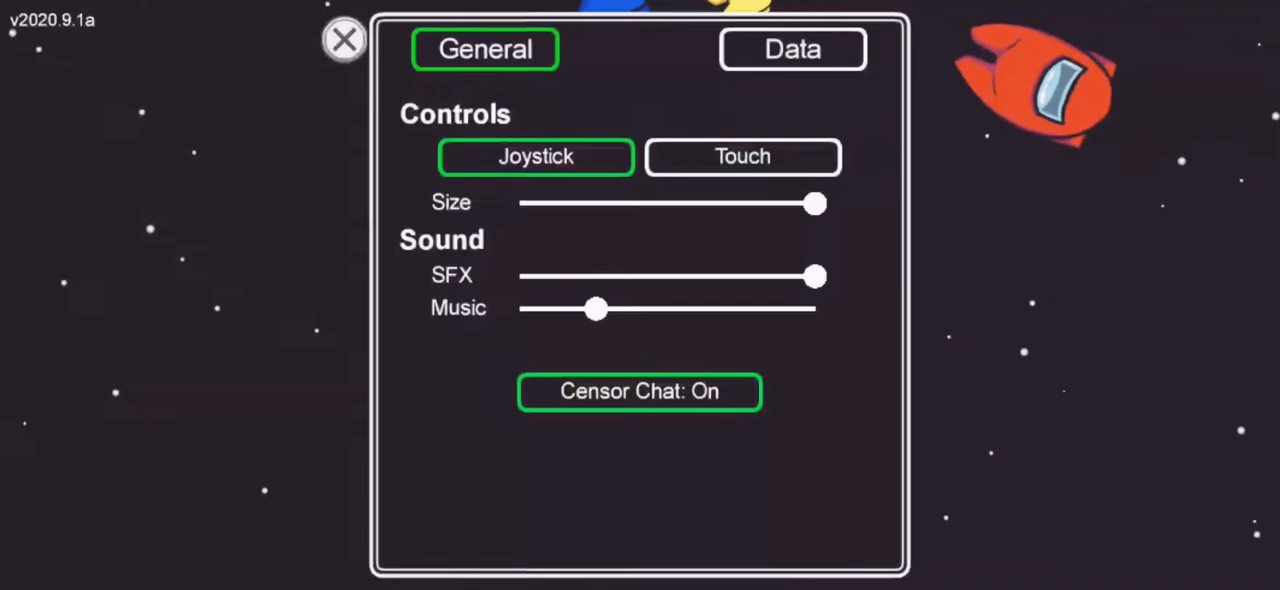 v2020.9.1a
General Data
Controls
Joystick Touch
Size
Sound
SFX
Music
Censor Chat: On